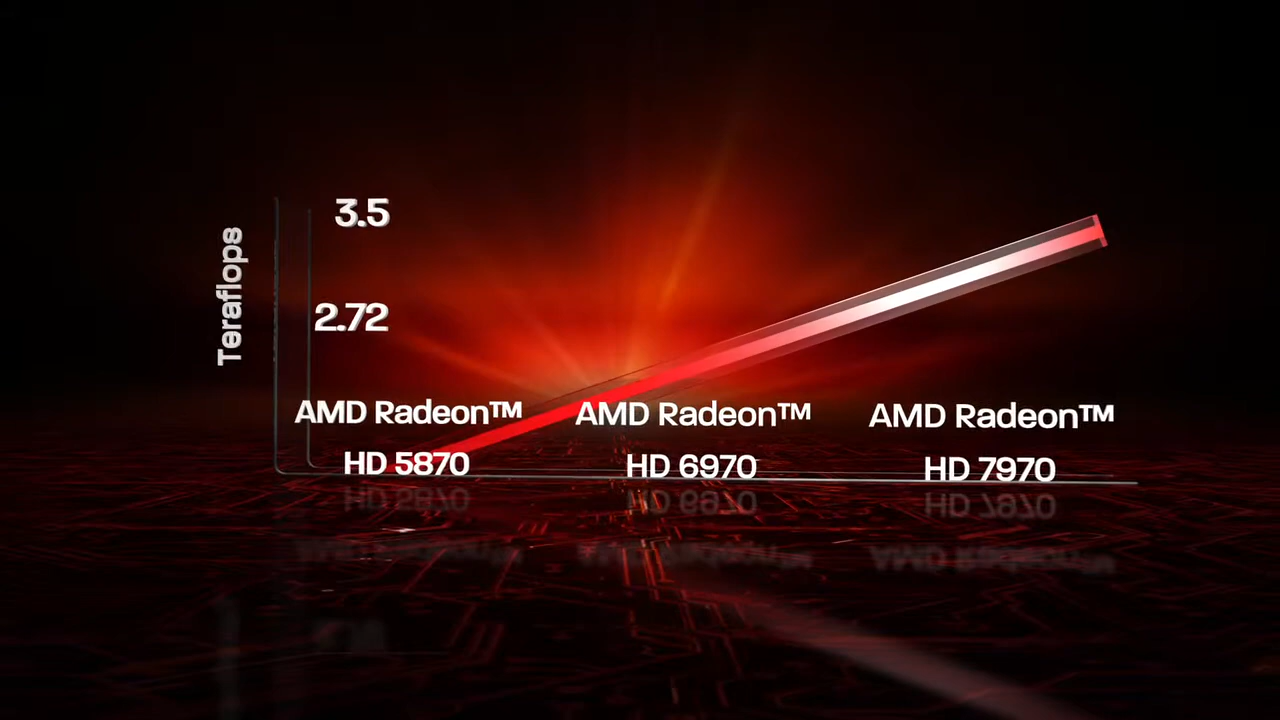 Teraflops
3.5
2.72
AMD Radeon™ AMD Radeon™ AMD Radeon™
HD 5870 HD 6970 HD 7970